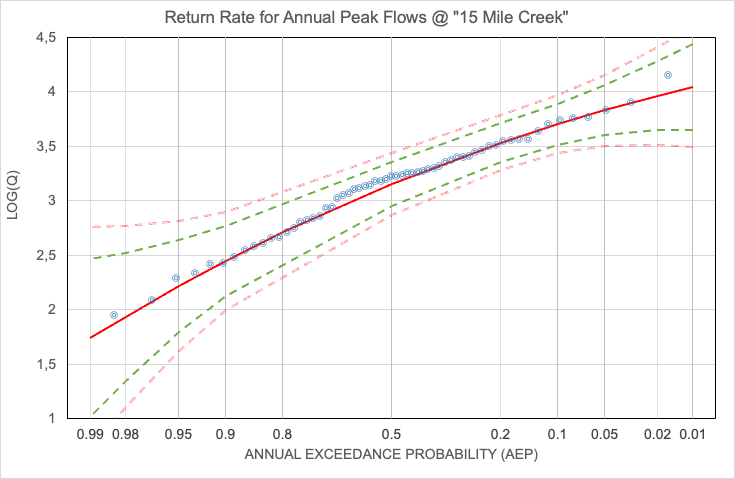 Return Rate for Annual Peak Flows @ "15 Mile Creek"
4,5
4
3,5
3
2,5
2
1,5
1
LOG(Q)
0.99 0.98 0.95 0.9 0.8 0.5 0.2 0.1 0.05 0.02 0.01
ANNUAL EXCEEDANCE PROBABILITY (AEP)